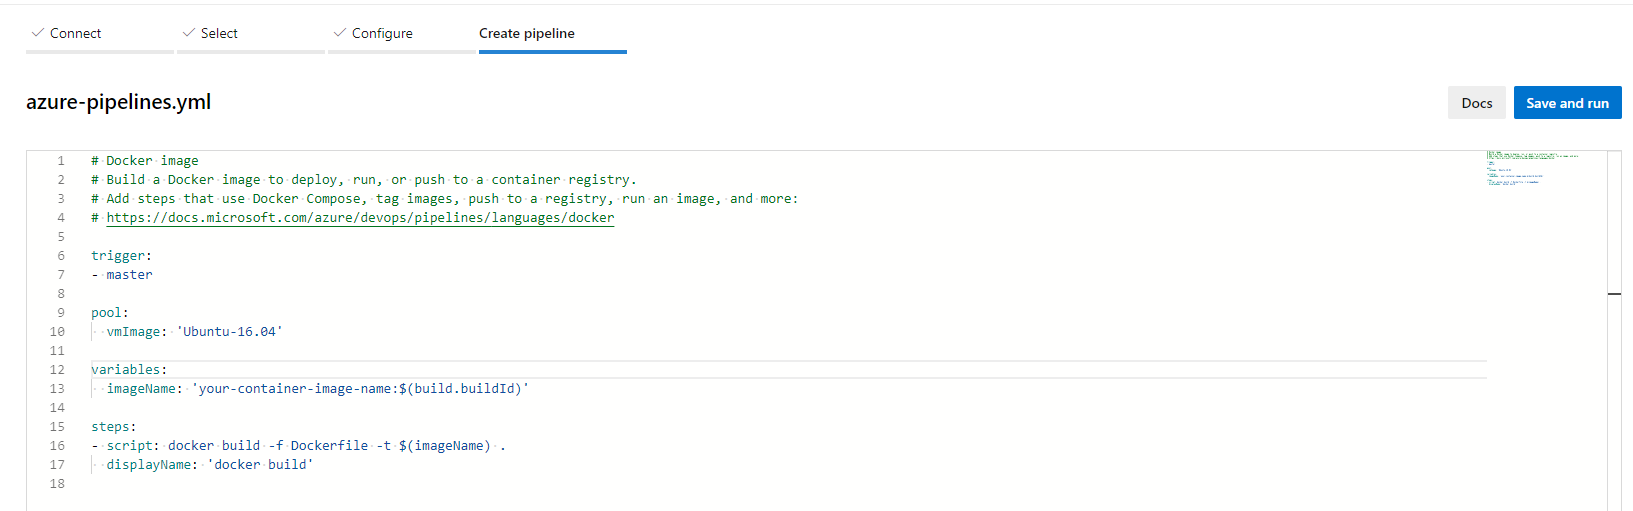 Connect
Select
Configure
Create pipeline
azure-pipelines.yml
Docs
Save and run
1 # Docker image
2 # Build a Docker image to deploy, run, or push to a container registry.
3 # Add steps that use Docker Compose, tag images, push to a registry, run an image, and more:
4 # https://docs.microsoft.com/azure/devops/pipelines/languages/docker
5
6 trigger:
7 - master
8
9 pool:
10   vmImage: 'Ubuntu-16.04'
11
12 variables:
13   imageName: 'your-container-image-name:$(build.buildId)'
14
15 steps:
16 - script: docker build -f Dockerfile -t $(imageName) .
17   displayName: 'docker build'
18